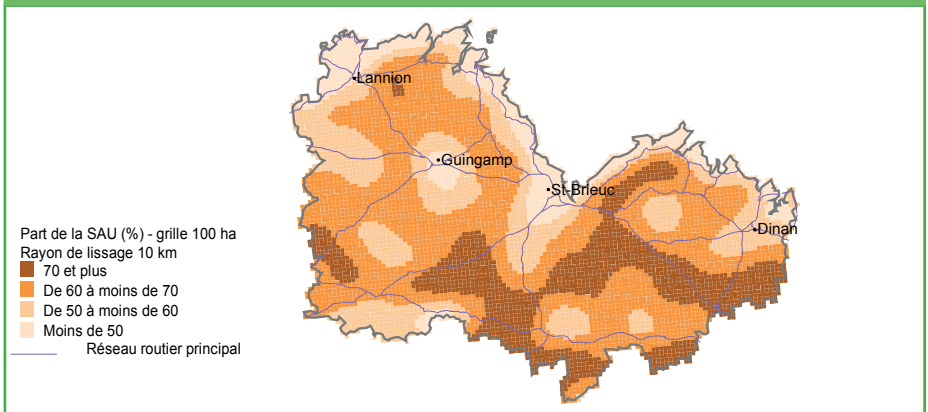 Lannion
Guingamp
St-Brieuc
Dinan
Part de la SAU (%) - grille 100 ha
Rayon de lissage 10 km
70 et plus
De 60 à moins de 70
De 50 à moins de 60
Moins de 50
Réseau routier principal